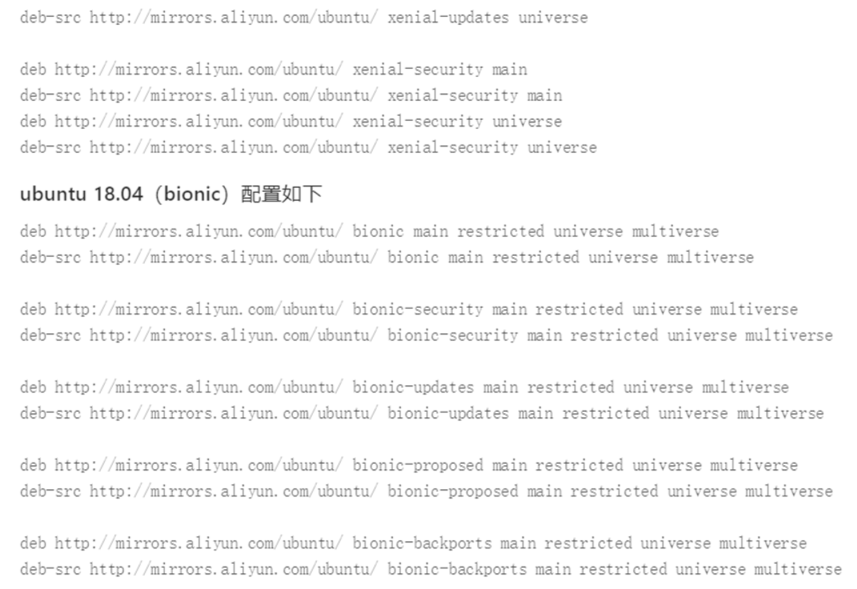 deb-src http://mirrors.aliyun.com/ubuntu/ xenial-updates universe
deb http://mirrors.aliyun.com/ubuntu/ xenial-security main
deb-src http://mirrors.aliyun.com/ubuntu/ xenial-security main
deb http://mirrors.aliyun.com/ubuntu/ xenial-security universe
deb-src http://mirrors.aliyun.com/ubuntu/ xenial-security universe
ubuntu 18.04（bionic）配置如下
deb http://mirrors.aliyun.com/ubuntu/ bionic main restricted universe multiverse
deb-src http://mirrors.aliyun.com/ubuntu/ bionic main restricted universe multiverse
deb http://mirrors.aliyun.com/ubuntu/ bionic-security main restricted universe multiverse
deb-src http://mirrors.aliyun.com/ubuntu/ bionic-security main restricted universe multiverse
deb http://mirrors.aliyun.com/ubuntu/ bionic-updates main restricted universe multiverse
deb-src http://mirrors.aliyun.com/ubuntu/ bionic-updates main restricted universe multiverse
deb http://mirrors.aliyun.com/ubuntu/ bionic-proposed main restricted universe multiverse
deb-src http://mirrors.aliyun.com/ubuntu/ bionic-proposed main restricted universe multiverse
deb http://mirrors.aliyun.com/ubuntu/ bionic-backports main restricted universe multiverse
deb-src http://mirrors.aliyun.com/ubuntu/ bionic-backports main restricted universe multiverse